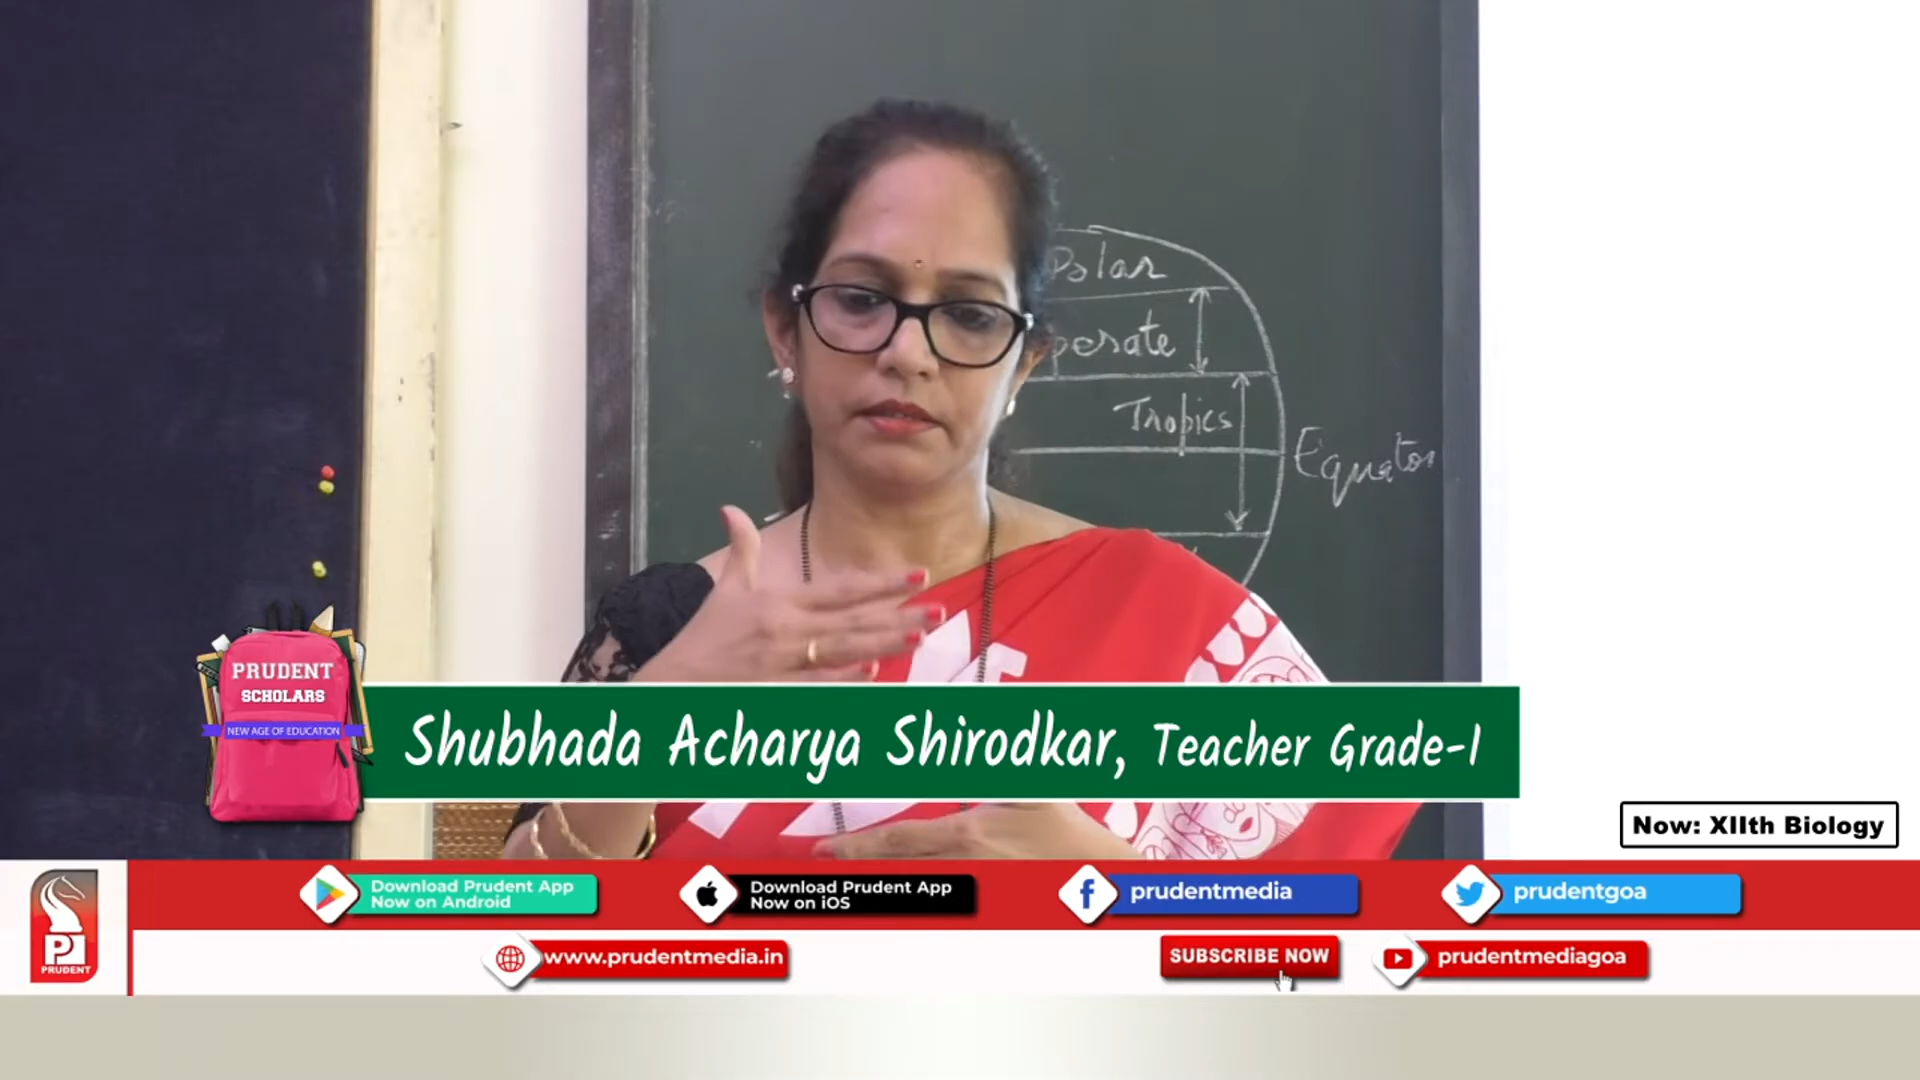 Polar
perate
Tropics
Equator
PRUDENT
SCHOLARS
NEW AGE OF EDUCATION
Shubhada Acharya Shirodkar, Teacher Grade-I
Now: XIIth Biology
Download Prudent App
Now on Android
Download Prudent App
Now on iOS
prudentmedia
prudentgoa
PRUDENT
www.prudentmedia.in
SUBSCRIBE NOW
prudentmediagoa